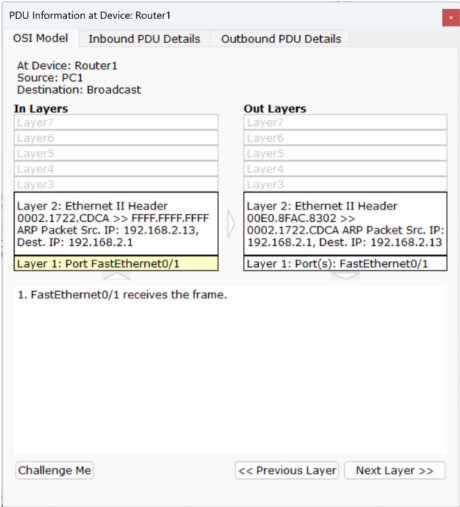 PDU Information at Device: Router1
×
OSI Model Inbound PDU Details Outbound PDU Details
At Device: Router1
Source: PC1
Destination: Broadcast
In Layers
Layer7
Layer6
Layer5
Layer4
Layer3
Layer 2: Ethernet II Header
0002.1722.CDCA >> FFFF.FFFF.FFFF
ARP Packet Src. IP: 192.168.2.13,
Dest. IP: 192.168.2.1
Layer 1: Port FastEthernet0/1
Out Layers
Layer7
Layer6
Layer5
Layer4
Layer3
Layer 2: Ethernet II Header
00E0.8FAC.8302 >>
0002.1722.CDCA ARP Packet Src. IP:
192.168.2.1, Dest. IP: 192.168.2.13
Layer 1: Port(s): FastEthernet0/1
1. FastEthernet0/1 receives the frame.
Challenge Me
<< Previous Layer
Next Layer >>